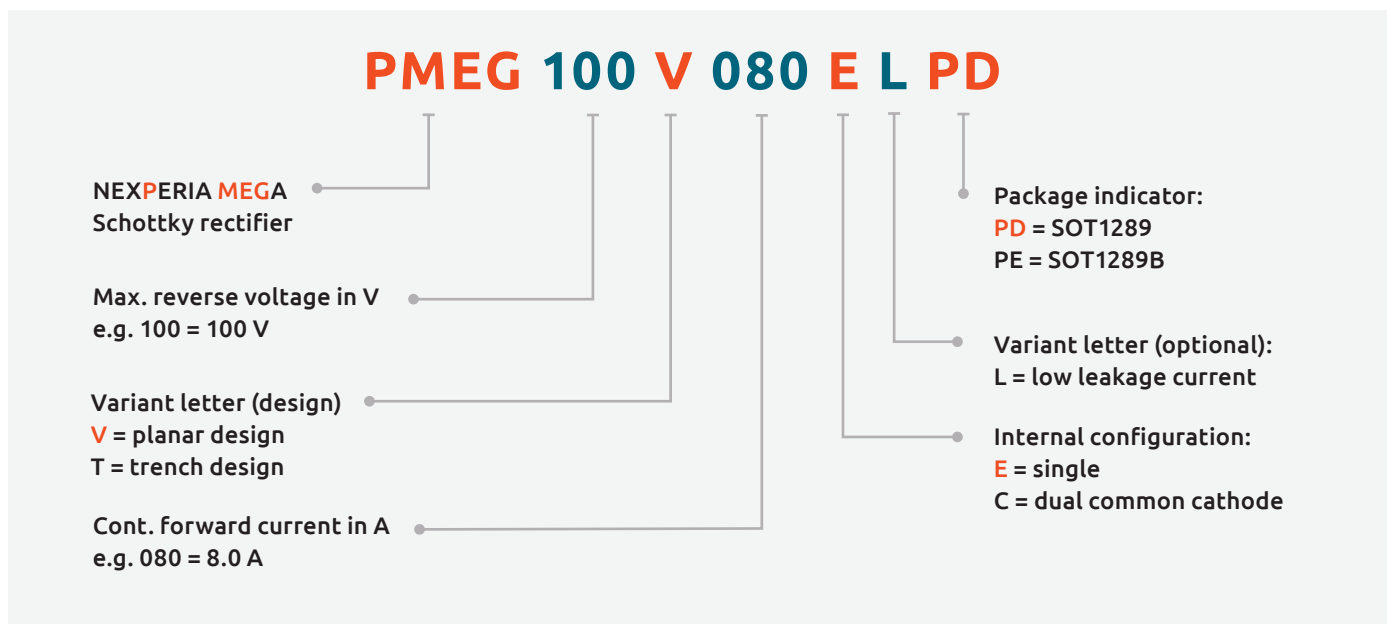 PMEG 100 V 080 E L PD
NEXPERIA MEGA
Schottky rectifier
Max. reverse voltage in V
e.g. 100 = 100 V
Variant letter (design)
V = planar design
T = trench design
Cont. forward current in A
e.g. 080 = 8.0 A
Package indicator:
PD = SOT1289
PE = SOT1289B
Variant letter (optional):
L = low leakage current
Internal configuration:
E = single
C = dual common cathode